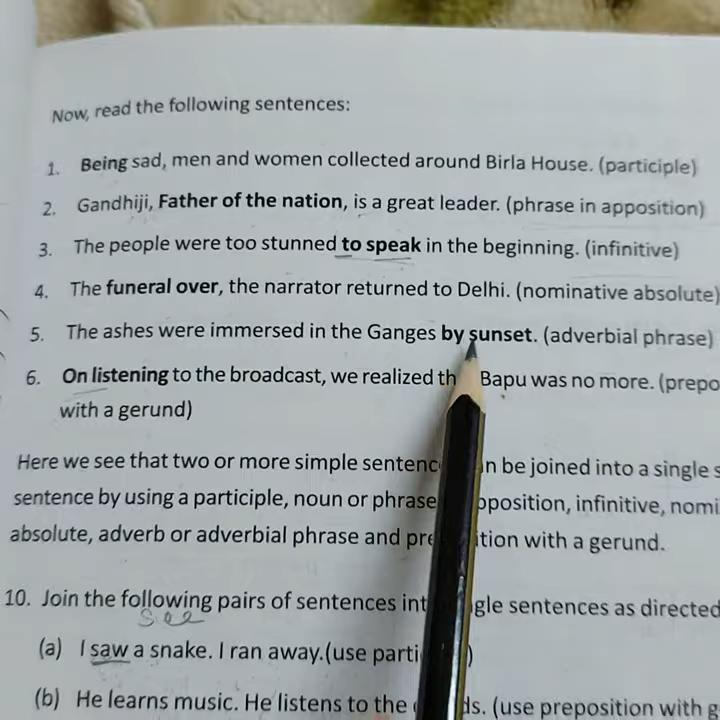 Now, read the following sentences:
1. Being sad, men and women collected around Birla House. (participle)
2. Gandhiji, Father of the nation, is a great leader. (phrase in apposition)
3. The people were too stunned to speak in the beginning. (infinitive)
4. The funeral over, the narrator returned to Delhi. (nominative absolute)
5. The ashes were immersed in the Ganges by sunset. (adverbial phrase)
6. On listening to the broadcast, we realized th Bapu was no more. (prepo
with a gerund)
Here we see that two or more simple sentenc n be joined into a single s
sentence by using a participle, noun or phrase pposition, infinitive, nomi
absolute, adverb or adverbial phrase and pre ition with a gerund.
10. Join the following pairs of sentences int gle sentences as directed
see
(a) I saw a snake. I ran away.(use parti )
(b) He learns music. He listens to the ds. (use preposition with g